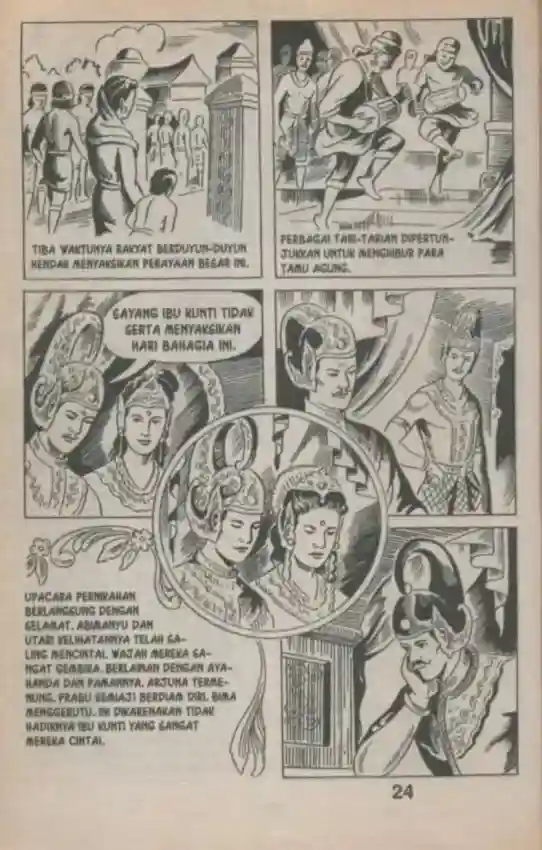 TIBA WAKTUNYA RAKYAT BERDUYUN-DUYUN
HENDAK MENYAKSIKAN PERAYAAN BESAR INI.
PERBAGAI TARI-TARIAN DIPERTUN-
JUKKAN UNTUK MENGHIBUR PARA
TAMU AGUNG.
SAYANG IBU KUNTI TIDAK
SERTA MENYAKSIKAN
HARI BAHAGIA INI.
UPACARA PERNIKAHAN
BERLANGSUNG DENGAN
SELAMAT. ABIMANYU DAN
UTARI KELIHATANNYA TELAH SA-
LING MENCINTAI. WAJAH MEREKA SA-
NGAT GEMBIRA. BERLAINAN DENGAN AYA-
HANDA DAN PAMANNYA. ARJUNA TERME-
NUNG. PRABU SEMIAJI BERDIAM DIRI. BIMA
MENGGERUTU. INI DIKARENAKAN TIDAK
HADIRNYA IBU KUNTI YANG SANGAT
MEREKA CINTAI.
24